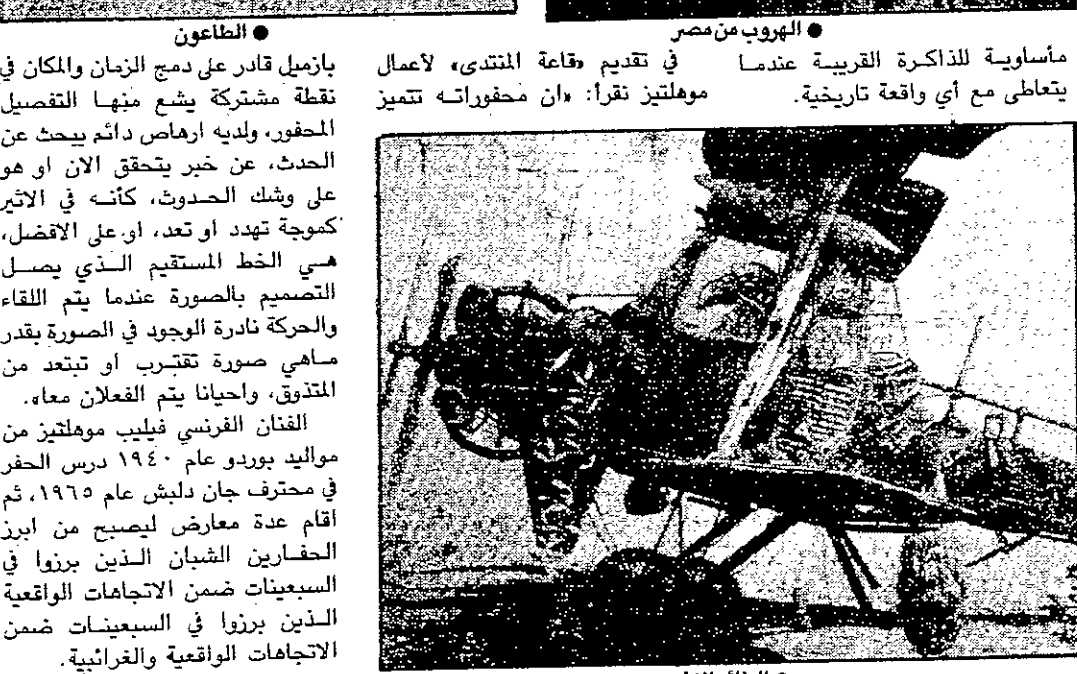 ● الهروب من مصر
مأساوية للذاكرة القريبة عندما
يتعاطى مع أي واقعة تاريخية.
في تقديم «قاعة المنتدى» لأعمال
موهلتيز نقرأ: «ان محفوراته تتميز
● الطاعون
بازميل قادر على دمج الزمان والمكان في
نقطة مشتركة يشع منها التفصيل
المحفور، ولديه ارهاص دائم يبحث عن
الحدث، عن خبر يتحقق الان او هو
على وشك الحدوث، كأنه في الاثير
كموجة تهدد او تعد، او على الافضل،
هي الخط المستقيم الذي يصل
التصميم بالصورة عندما يتم اللقاء
والحركة نادرة الوجود في الصورة بقدر
ماهي صورة تقترب او تبتعد من
المتذوق، واحيانا يتم الفعلان معا».
الفنان الفرنسي فيليب موهلتيز من
مواليد بوردو عام ١٩٤٠ درس الحفر
في محترف جان دلبش عام ١٩٦٥، ثم
اقام عدة معارض ليصبح من ابرز
الحفارين الشبان الذين برزوا في
السبعينات ضمن الاتجاهات الواقعية
الذين برزوا في السبعينات ضمن
الاتجاهات الواقعية والغرائبية.